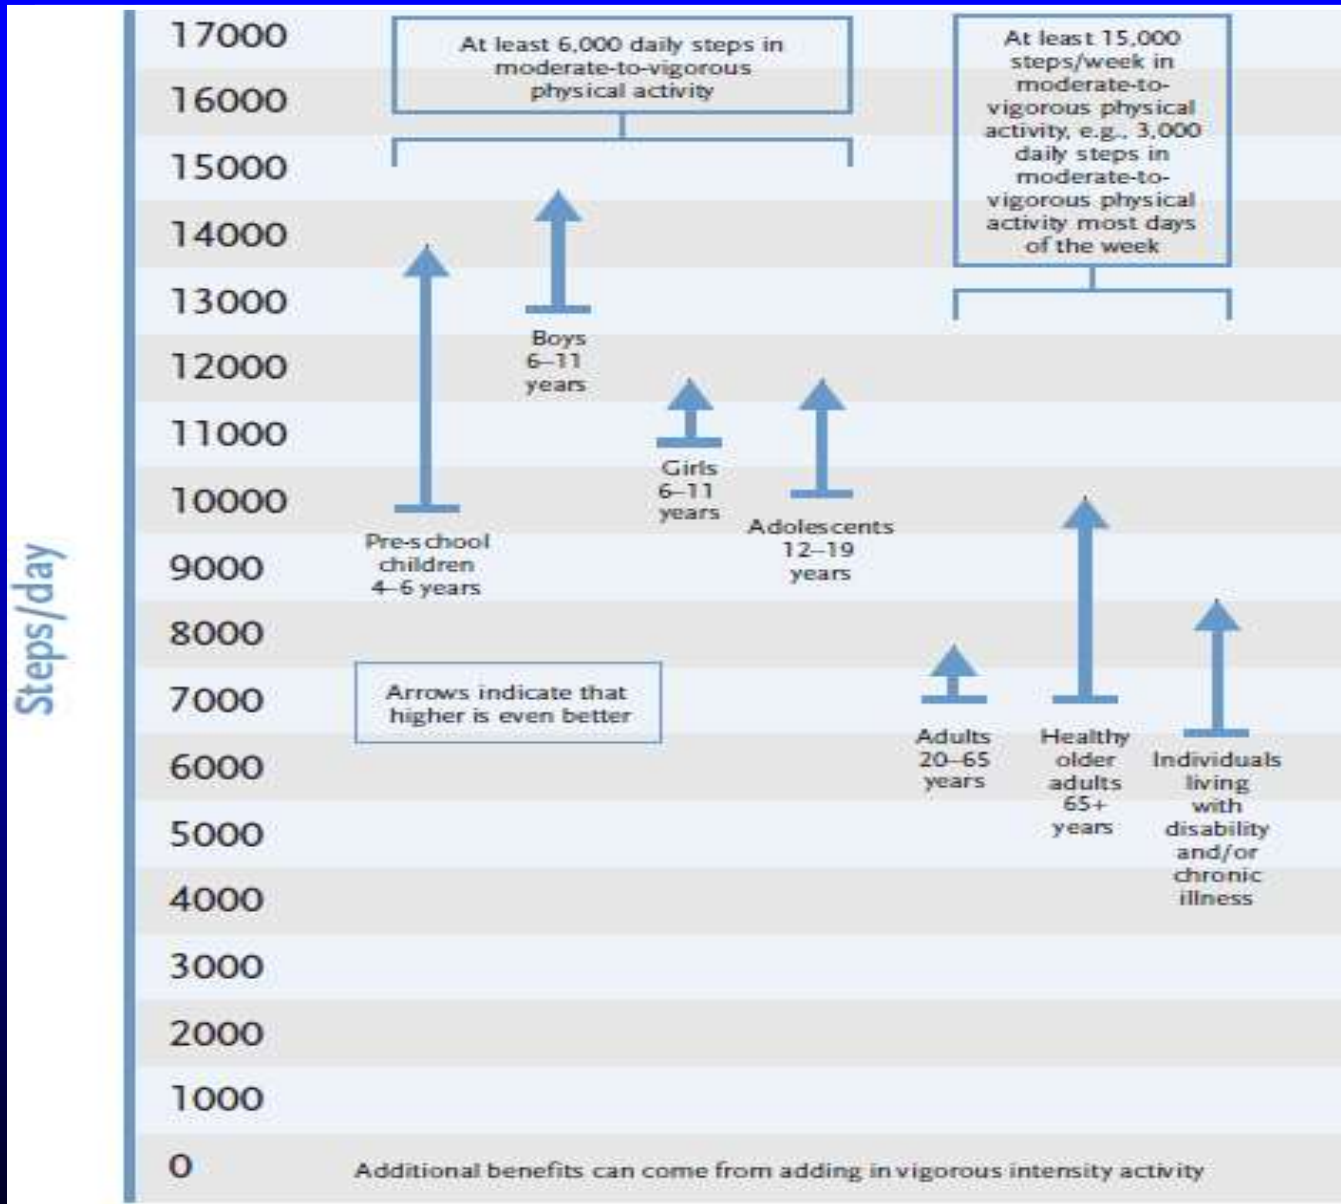 17000
16000
15000
14000
13000
12000
11000
10000
9000
8000
7000
6000
5000
4000
3000
2000
1000
0
Steps/day
At least 6,000 daily steps in
moderate-to-vigorous
physical activity
At least 15,000
steps/week in
moderate-to-
vigorous physical
activity, e.g., 3,000
daily steps in
moderate-to-
vigorous physical
activity most days
of the week
Boys
6–11
years
Girls
6–11
years
Pre-school
children
4–6 years
Adolescents
12–19
years
Arrows indicate that
higher is even better
Adults
20–65
years
Healthy
older
adults
65+
years
Individuals
living
with
disability
and/or
chronic
illness
Additional benefits can come from adding in vigorous intensity activity